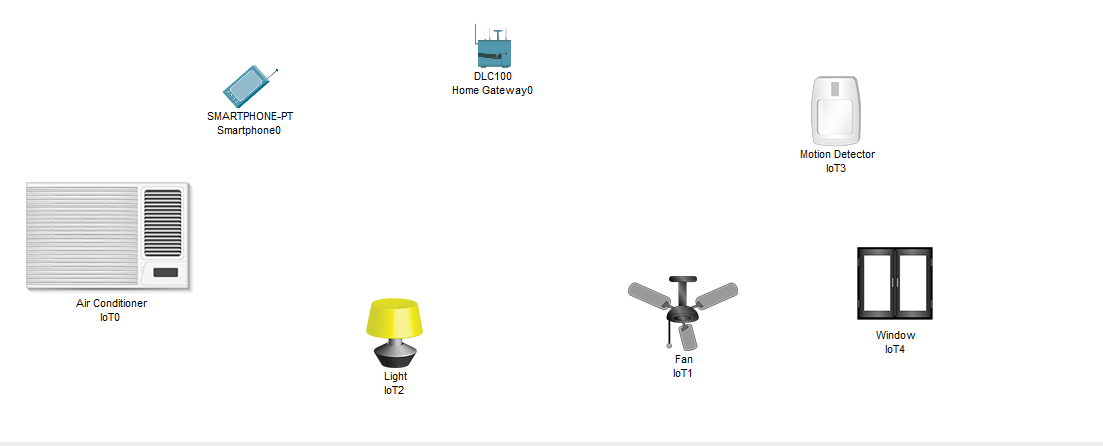 DLC100
Home Gateway0
SMARTPHONE-PT
Smartphone0
Motion Detector
IoT3
Air Conditioner
IoT0
Window
IoT4
Fan
IoT1
Light
IoT2